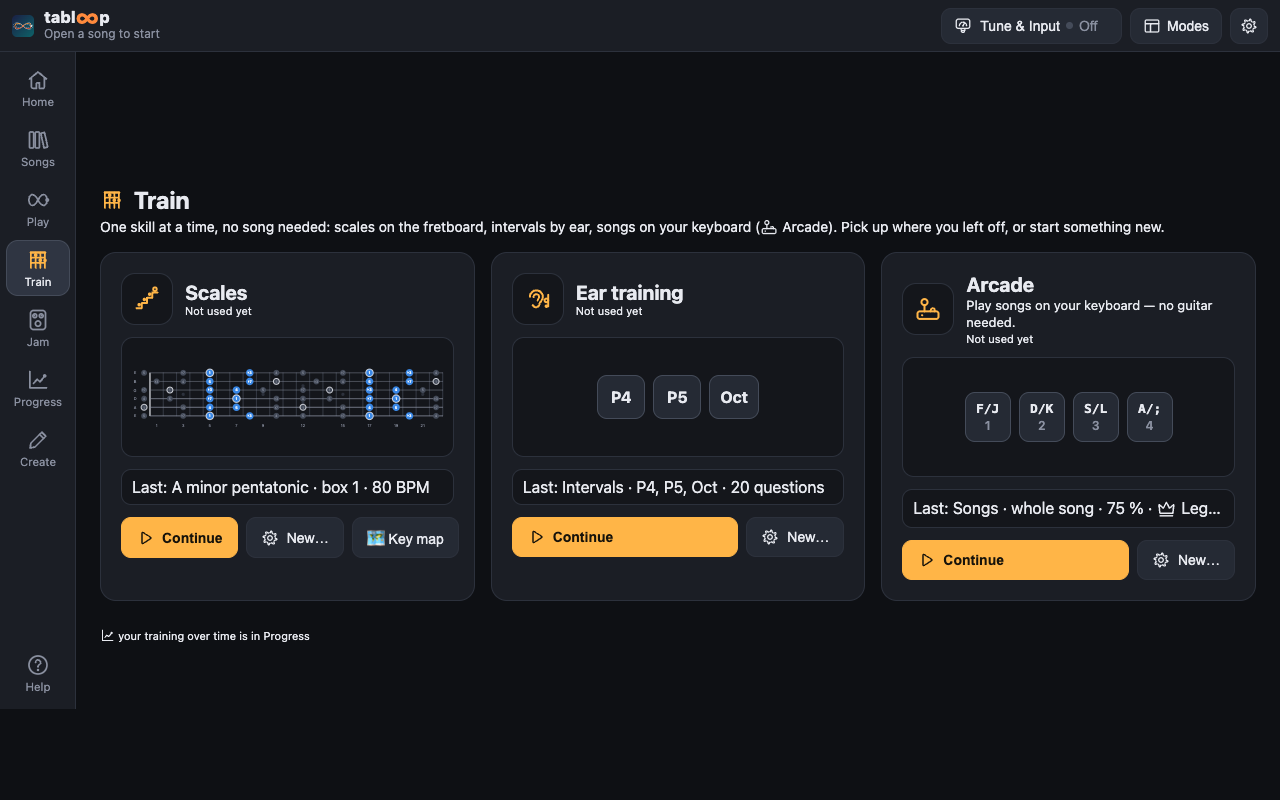 tabloop
Open a song to start
Tune & Input
Off
Modes
Home
Songs
Play
Train
Jam
Progress
Create
Help
Train
One skill at a time, no song needed: scales on the fretboard, intervals by ear, songs on your keyboard ( Arcade). Pick up where you left off, or start something new.
Scales
Not used yet
Last: A minor pentatonic · box 1 · 80 BPM
Continue
New…
Key map
Ear training
Not used yet
P4 P5 Oct
Last: Intervals · P4, P5, Oct · 20 questions
Continue
New…
Arcade
Play songs on your keyboard — no guitar
needed.
Not used yet
F/J D/K S/L A/;
1 2 3 4
Last: Songs · whole song · 75 % · Leg…
Continue
New…
your training over time is in Progress